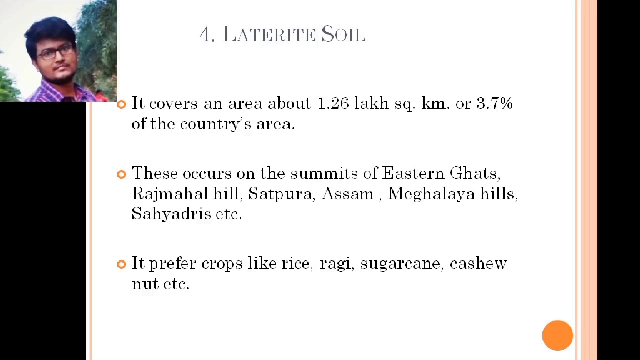 4. LATERITE SOIL
It covers an area about 1.26 lakh sq. km. or 3.7%
of the country's area.
These occurs on the summits of Eastern Ghats,
Rajmahal hill, Satpura, Assam , Meghalaya hills,
Sahyadris etc.
It prefer crops like rice, ragi, sugarcane, cashew
nut etc.